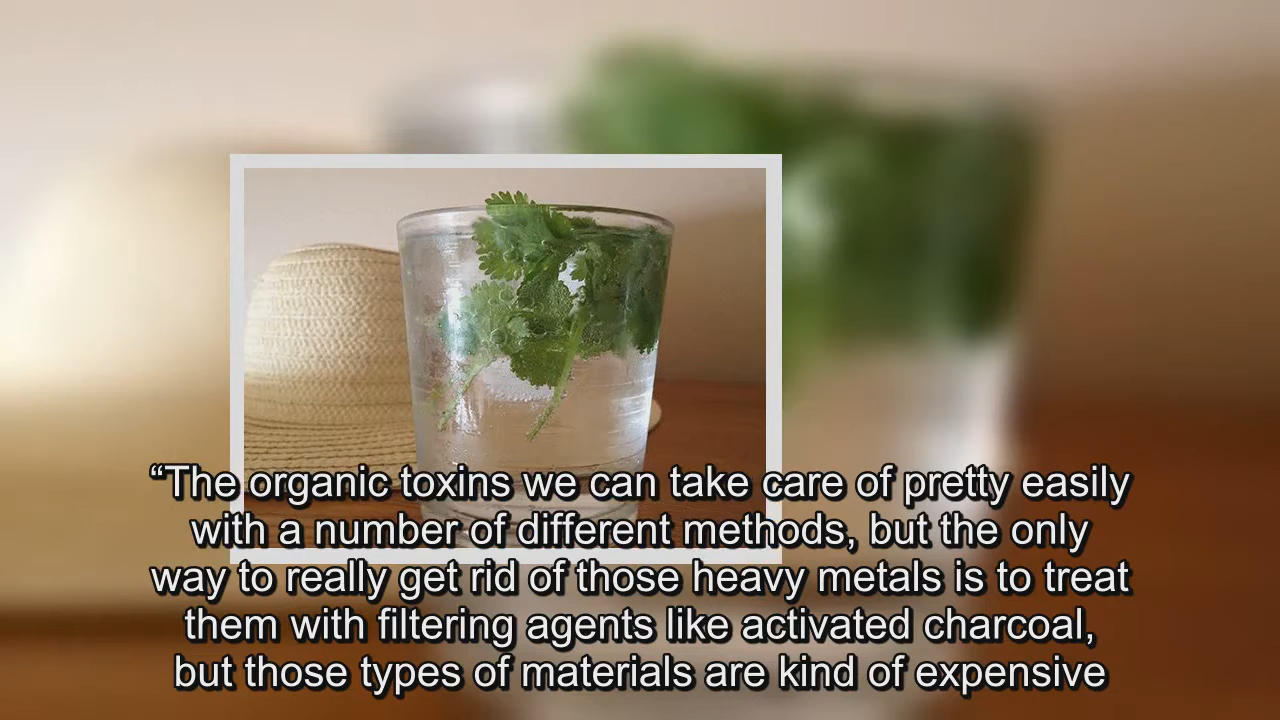 “The organic toxins we can take care of pretty easily
with a number of different methods, but the only
way to really get rid of those heavy metals is to treat
them with filtering agents like activated charcoal,
but those types of materials are kind of expensive